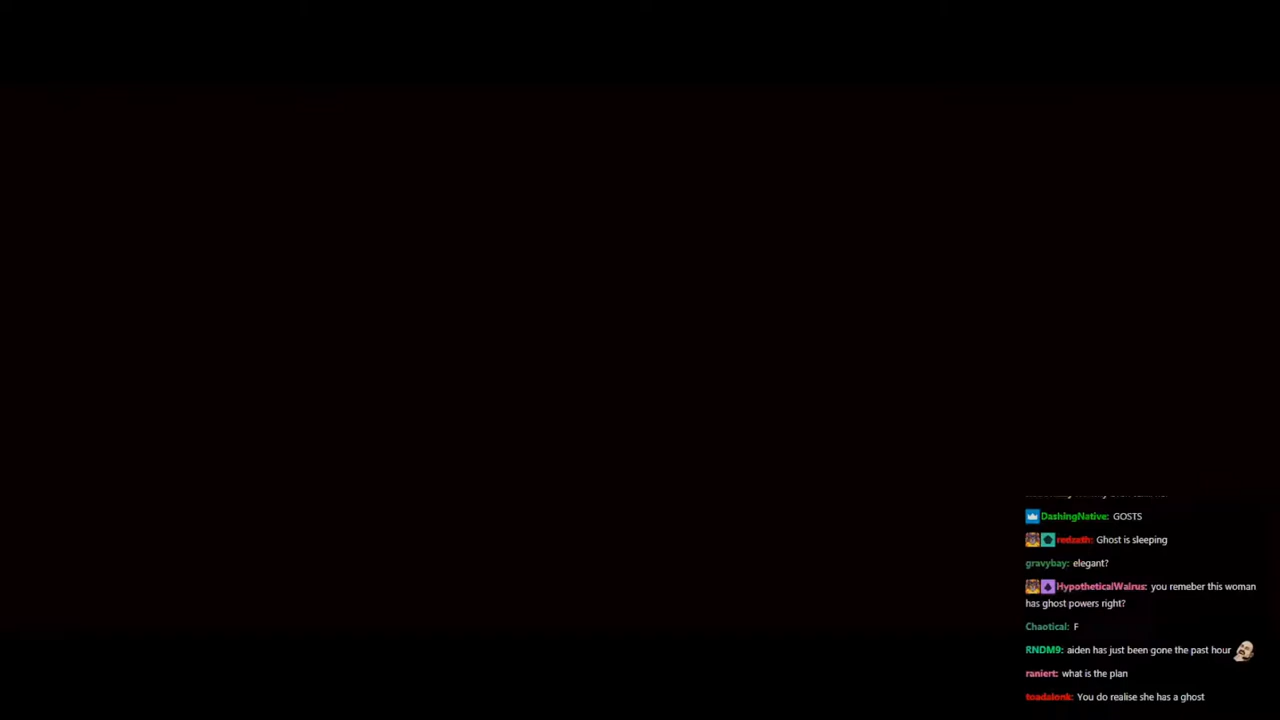 DashingNative: GOSTS
redzeth: Ghost is sleeping
gravybay: elegant?
HypotheticalWalrus: you remeber this woman
has ghost powers right?
Chaotical: F
RNDM9: aiden has just been gone the past hour
raniert: what is the plan
toadalonk: You do realise she has a ghost